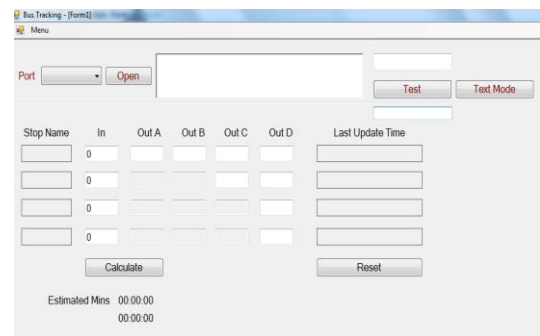 Bus Tracking - [Form1]
Menu
Port Open Test Text Mode
Stop Name In Out A Out B Out C Out D Last Update Time
0
0
0
0
Calculate Reset
Estimated Mins 00:00:00
00:00:00